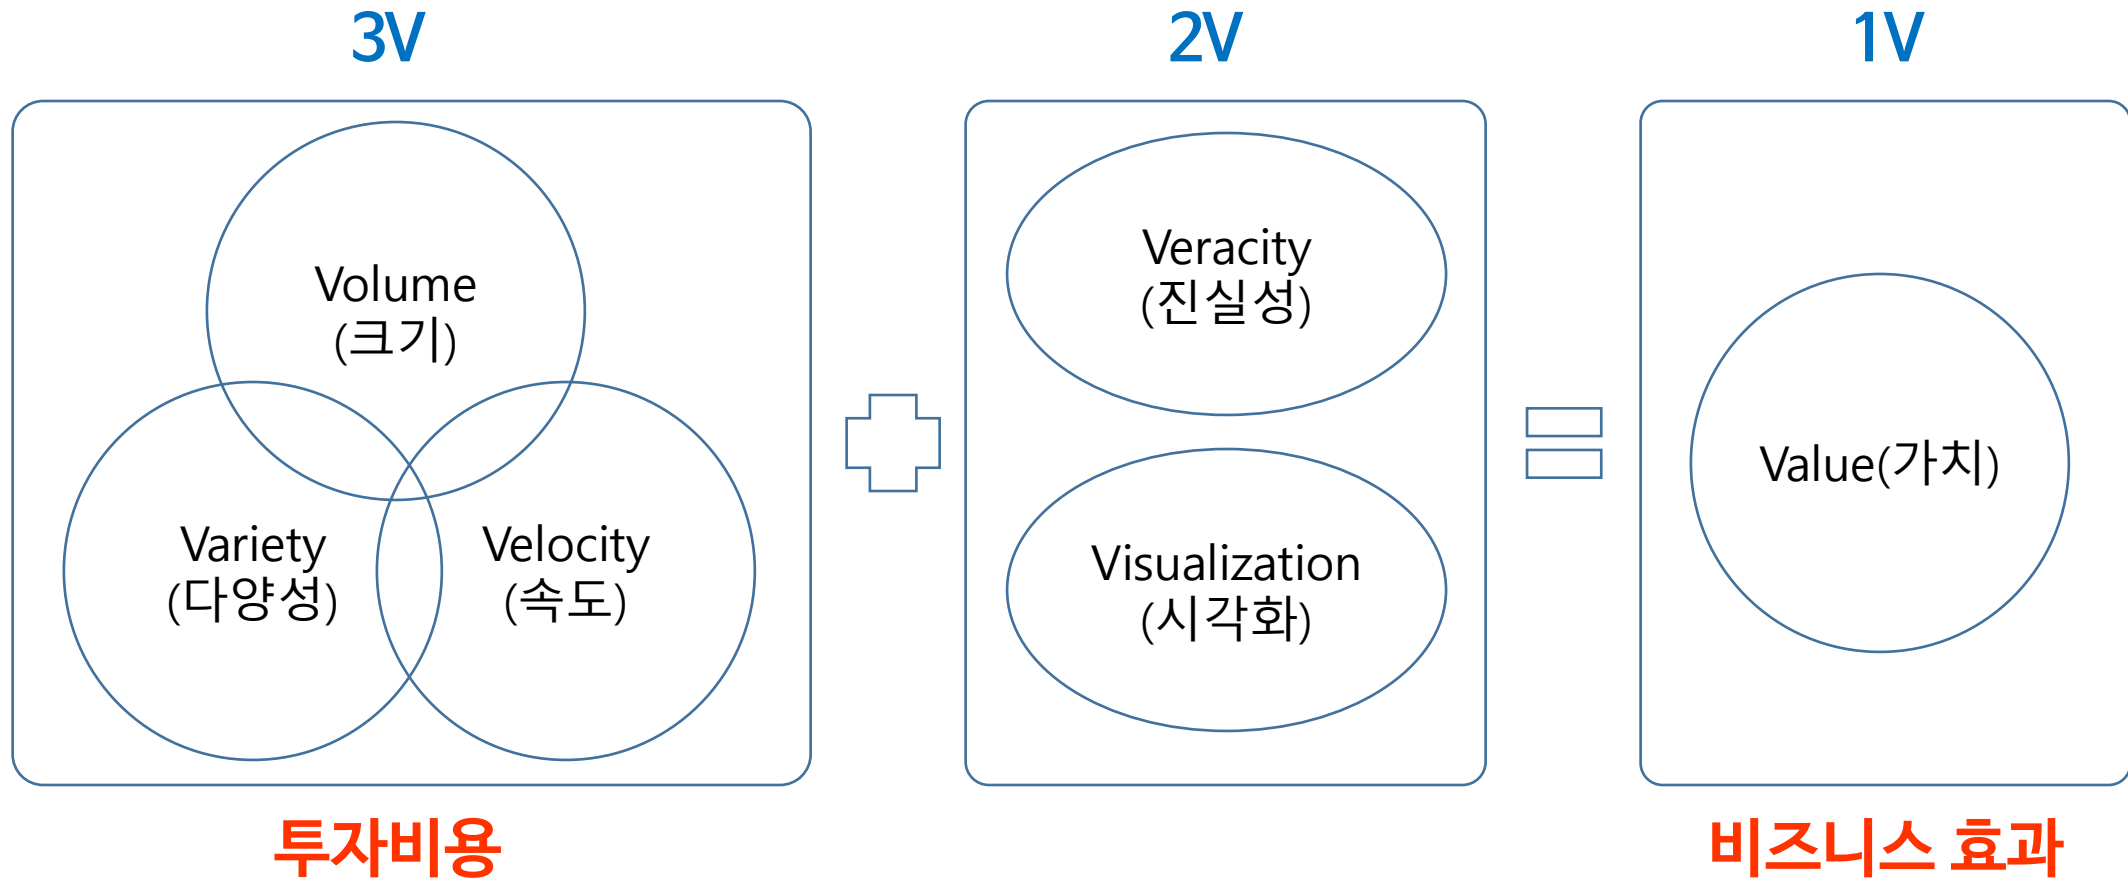 3V
2V
1V
Volume
(크기)
Variety
(다양성)
Velocity
(속도)
Veracity
(진실성)
Visualization
(시각화)
Value(가치)
투자비용
비즈니스 효과